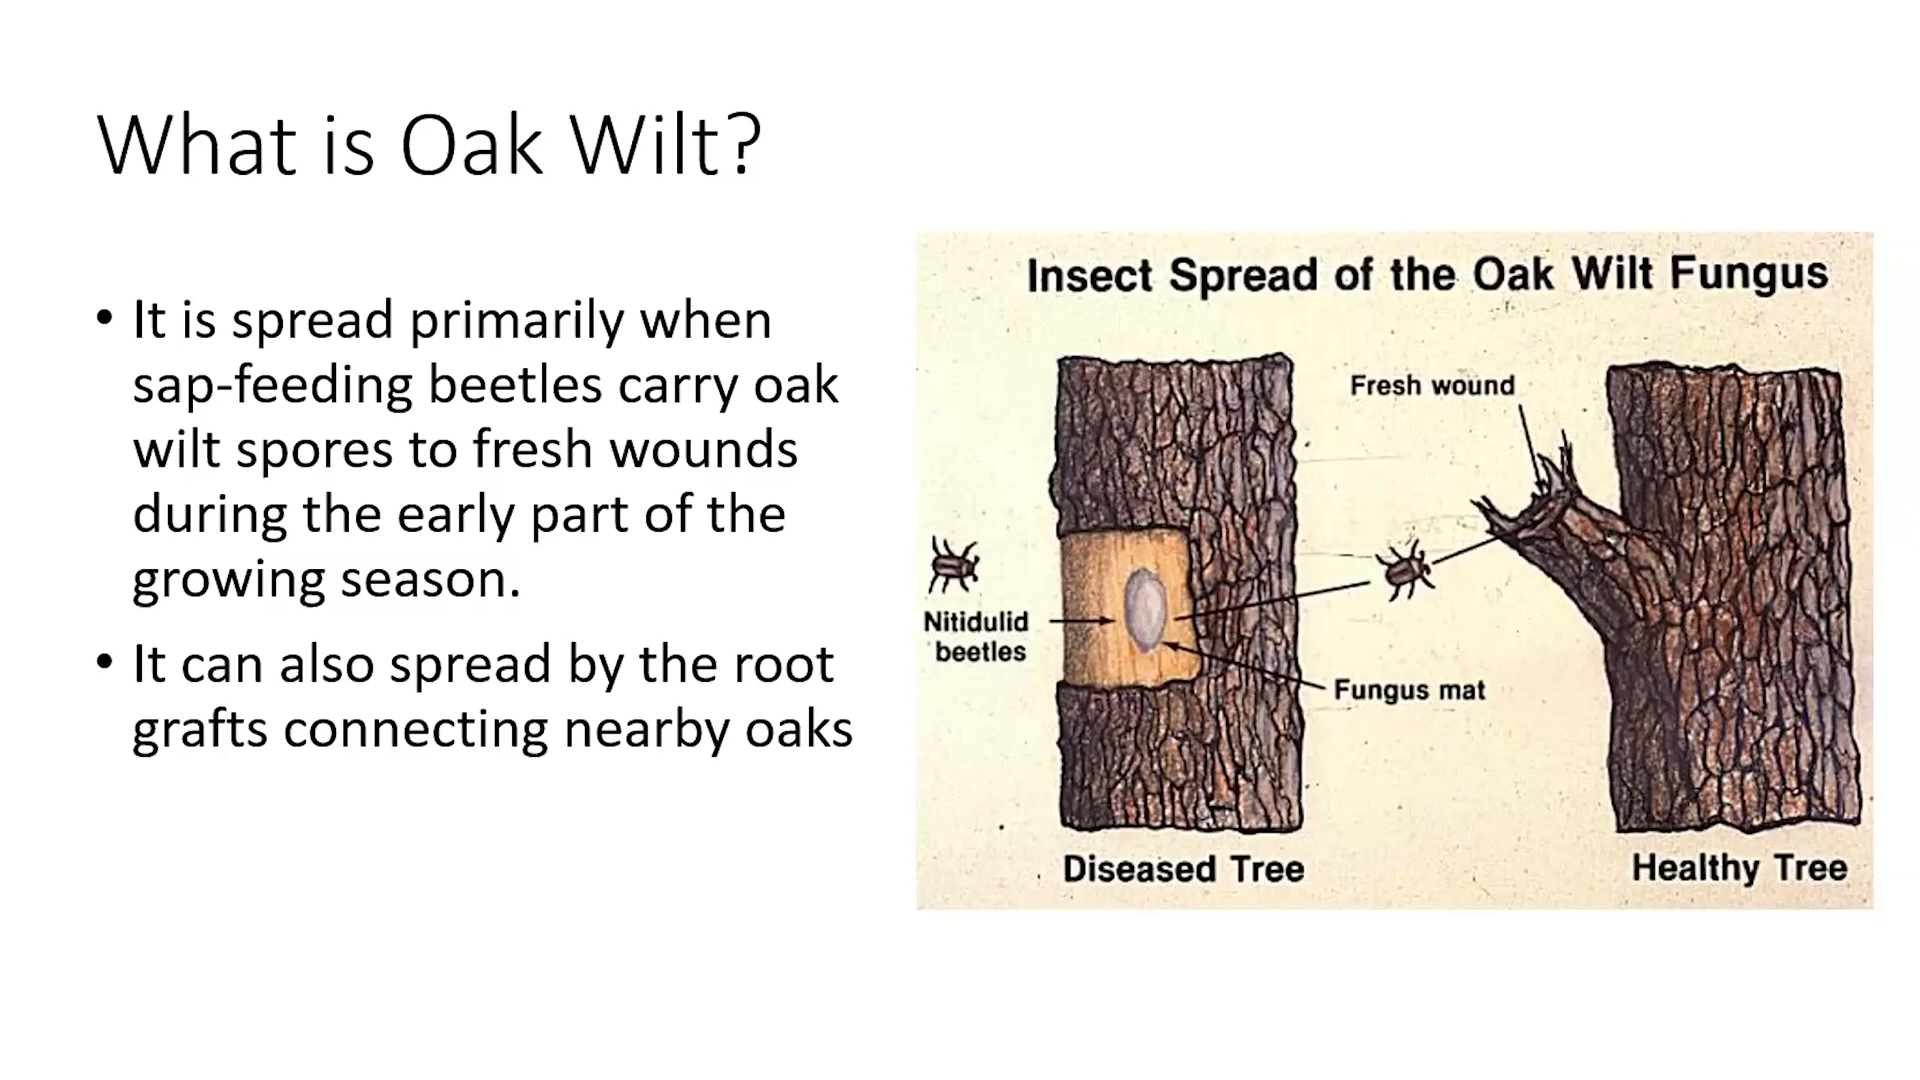 What is Oak Wilt?
• It is spread primarily when
sap-feeding beetles carry oak
wilt spores to fresh wounds
during the early part of the
growing season.
• It can also spread by the root
grafts connecting nearby oaks
Insect Spread of the Oak Wilt Fungus
Fresh wound
Nitidulid
beetles
Fungus mat
Diseased Tree
Healthy Tree